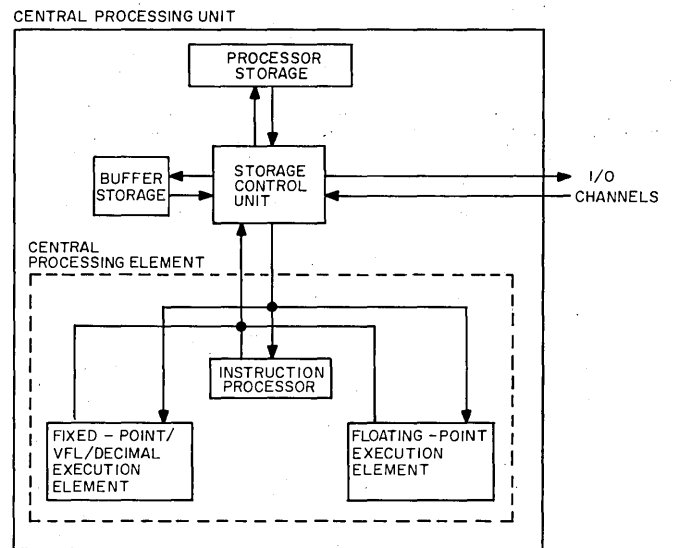 CENTRAL PROCESSING UNIT
PROCESSOR
STORAGE
BUFFER
STORAGE
STORAGE
CONTROL
UNIT
I/O
CHANNELS
CENTRAL
PROCESSING ELEMENT
INSTRUCTION
PROCESSOR
FIXED - POINT/
VFL/DECIMAL
EXECUTION
ELEMENT
FLOATING - POINT
EXECUTION
ELEMENT